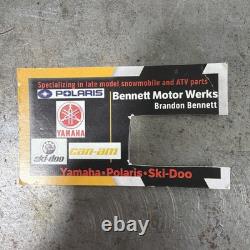 Specializing in late model snowmobile and ATV parts
POLARIS
Bennett Motor Werks
Brandon Bennett
YAMAHA
ski-doo
can-am
Yamaha•Polaris•Ski-Doo